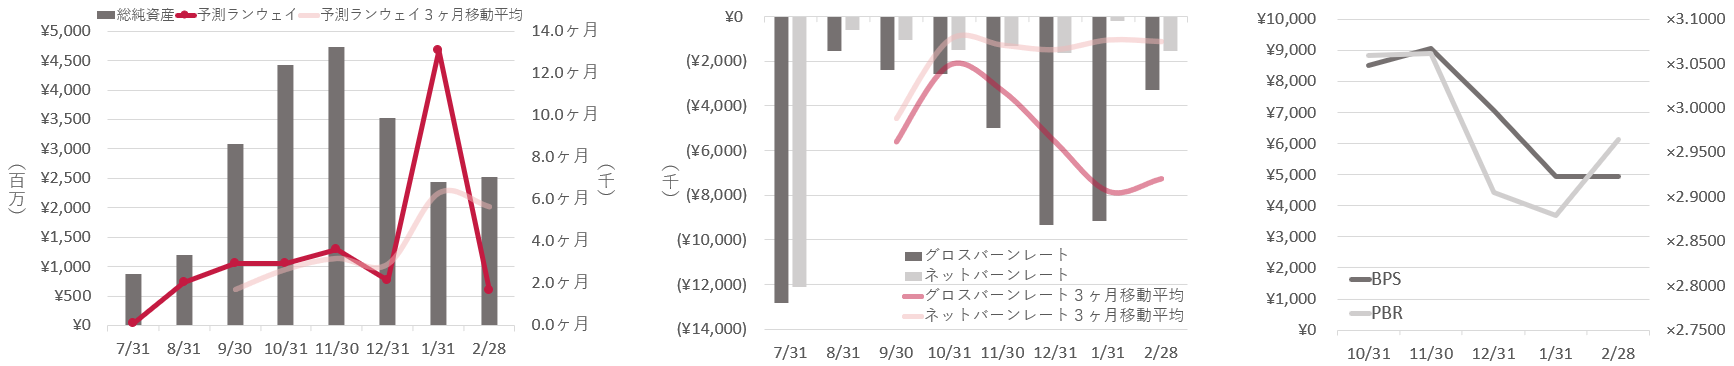 総純資産 予測ランウェイ 予測ランウェイ３ヶ月移動平均
¥5,000
¥4,500
¥4,000
¥3,500
¥3,000
¥2,500
¥2,000
¥1,500
¥1,000
¥500
¥0
（百万）
14.0ヶ月
12.0ヶ月
10.0ヶ月
8.0ヶ月
6.0ヶ月
4.0ヶ月
2.0ヶ月
0.0ヶ月
（千）
7/31 8/31 9/30 10/31 11/30 12/31 1/31 2/28
¥0
(¥2,000)
(¥4,000)
(¥6,000)
(¥8,000)
(¥10,000)
(¥12,000)
(¥14,000)
（千）
グロスバーンレート
ネットバーンレート
グロスバーンレート３ヶ月移動平均
ネットバーンレート３ヶ月移動平均
7/31 8/31 9/30 10/31 11/30 12/31 1/31 2/28
¥10,000
¥9,000
¥8,000
¥7,000
¥6,000
¥5,000
¥4,000
¥3,000
¥2,000
¥1,000
¥0
BPS
PBR
×3.1000
×3.0500
×3.0000
×2.9500
×2.9000
×2.8500
×2.8000
×2.7500
10/31 11/30 12/31 1/31 2/28